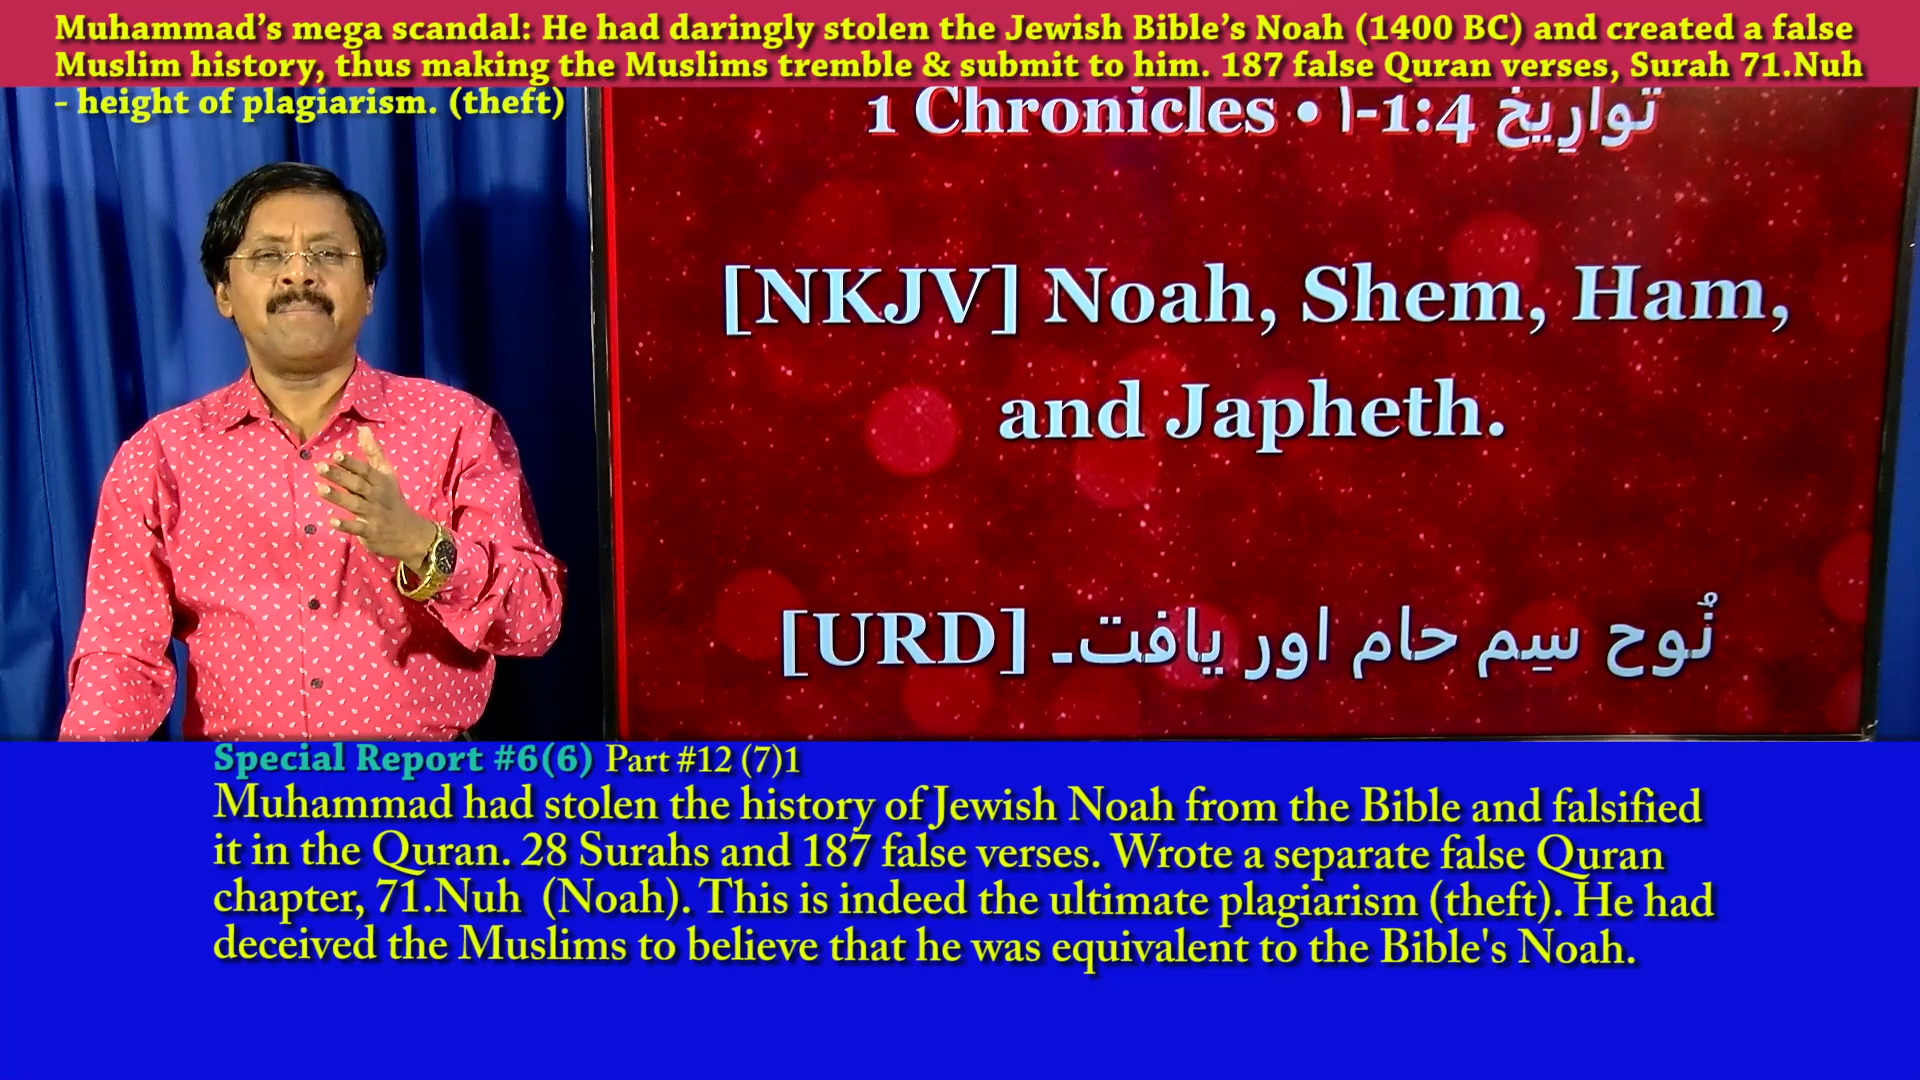 Muhammad’s mega scandal: He had daringly stolen the Jewish Bible’s Noah (1400 BC) and created a false
Muslim history, thus making the Muslims tremble & submit to him. 187 false Quran verses, Surah 71.Nuh
- height of plagiarism. (theft)
1 Chronicles • ۱-1:4 توارِیخ
[NKJV] Noah, Shem, Ham,
and Japheth.
[URD] نُوح سِم حام اور یافت۔
Special Report #6(6) Part #12 (7)1
Muhammad had stolen the history of Jewish Noah from the Bible and falsified
it in the Quran. 28 Surahs and 187 false verses. Wrote a separate false Quran
chapter, 71.Nuh (Noah). This is indeed the ultimate plagiarism (theft). He had
deceived the Muslims to believe that he was equivalent to the Bible's Noah.